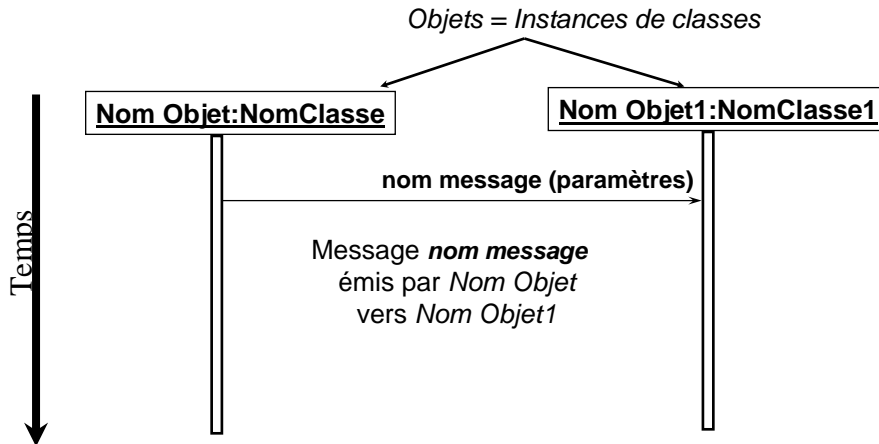 Objets = Instances de classes
Nom Objet:NomClasse
Nom Objet1:NomClasse1
nom message (paramètres)
Message nom message
émis par Nom Objet
vers Nom Objet1
Temps